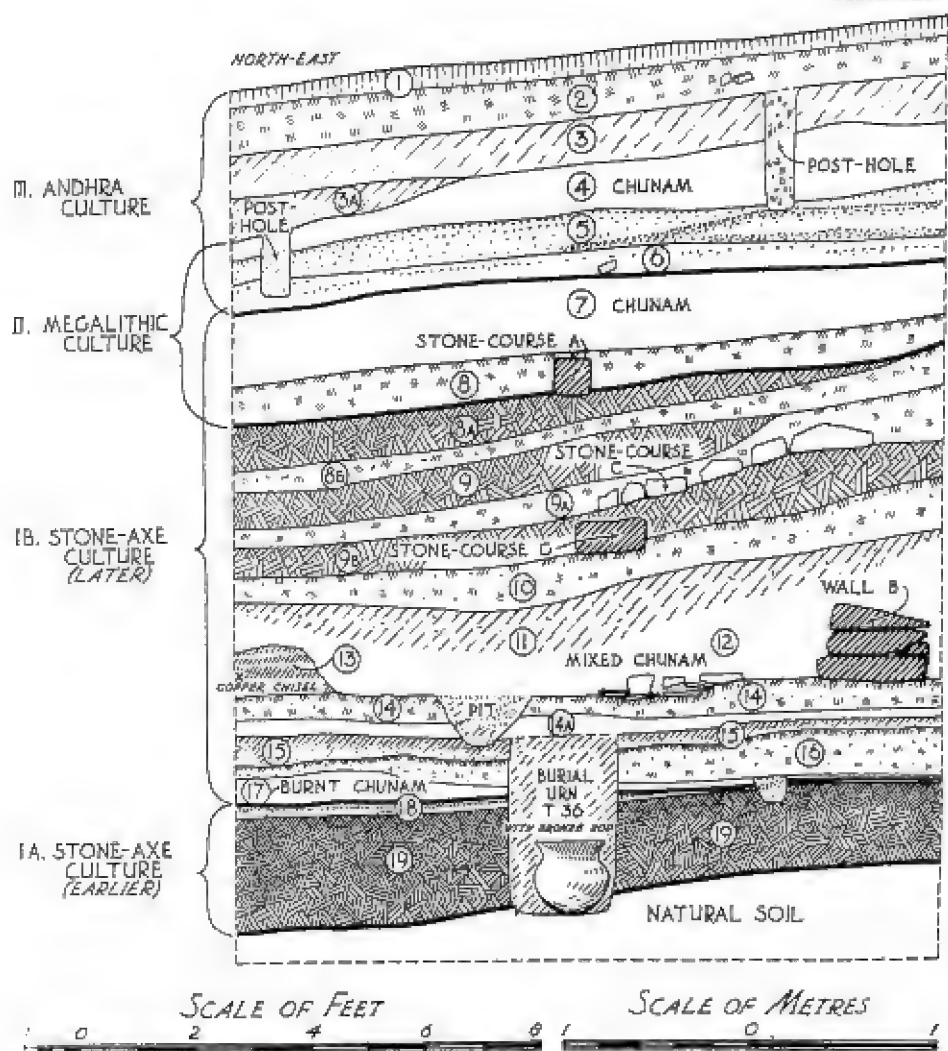 NORTH-EAST
1
2
3
POST-HOLE
III. ANDHRA
CULTURE
3A
4 CHUNAM
POST-
HOLE
5
6
7 CHUNAM
II. MEGALITHIC
CULTURE
STONE-COURSE A
8
8A
STONE-COURSE
C
8B
9
9A
IB. STONE-AXE
CULTURE
(LATER)
9B
STONE-COURSE D
10
WALL B
11
12
MIXED CHUNAM
13
COPPER CHISEL
14
PIT
14
14A
15
15
16
BURIAL
URN
T 36
WITH BRONZE ROD
17 BURNT CHUNAM
18
IA. STONE-AXE
CULTURE
(EARLIER)
19
19
NATURAL SOIL
SCALE OF FEET
SCALE OF METRES
1 0 2 4 6 8
1 0 1